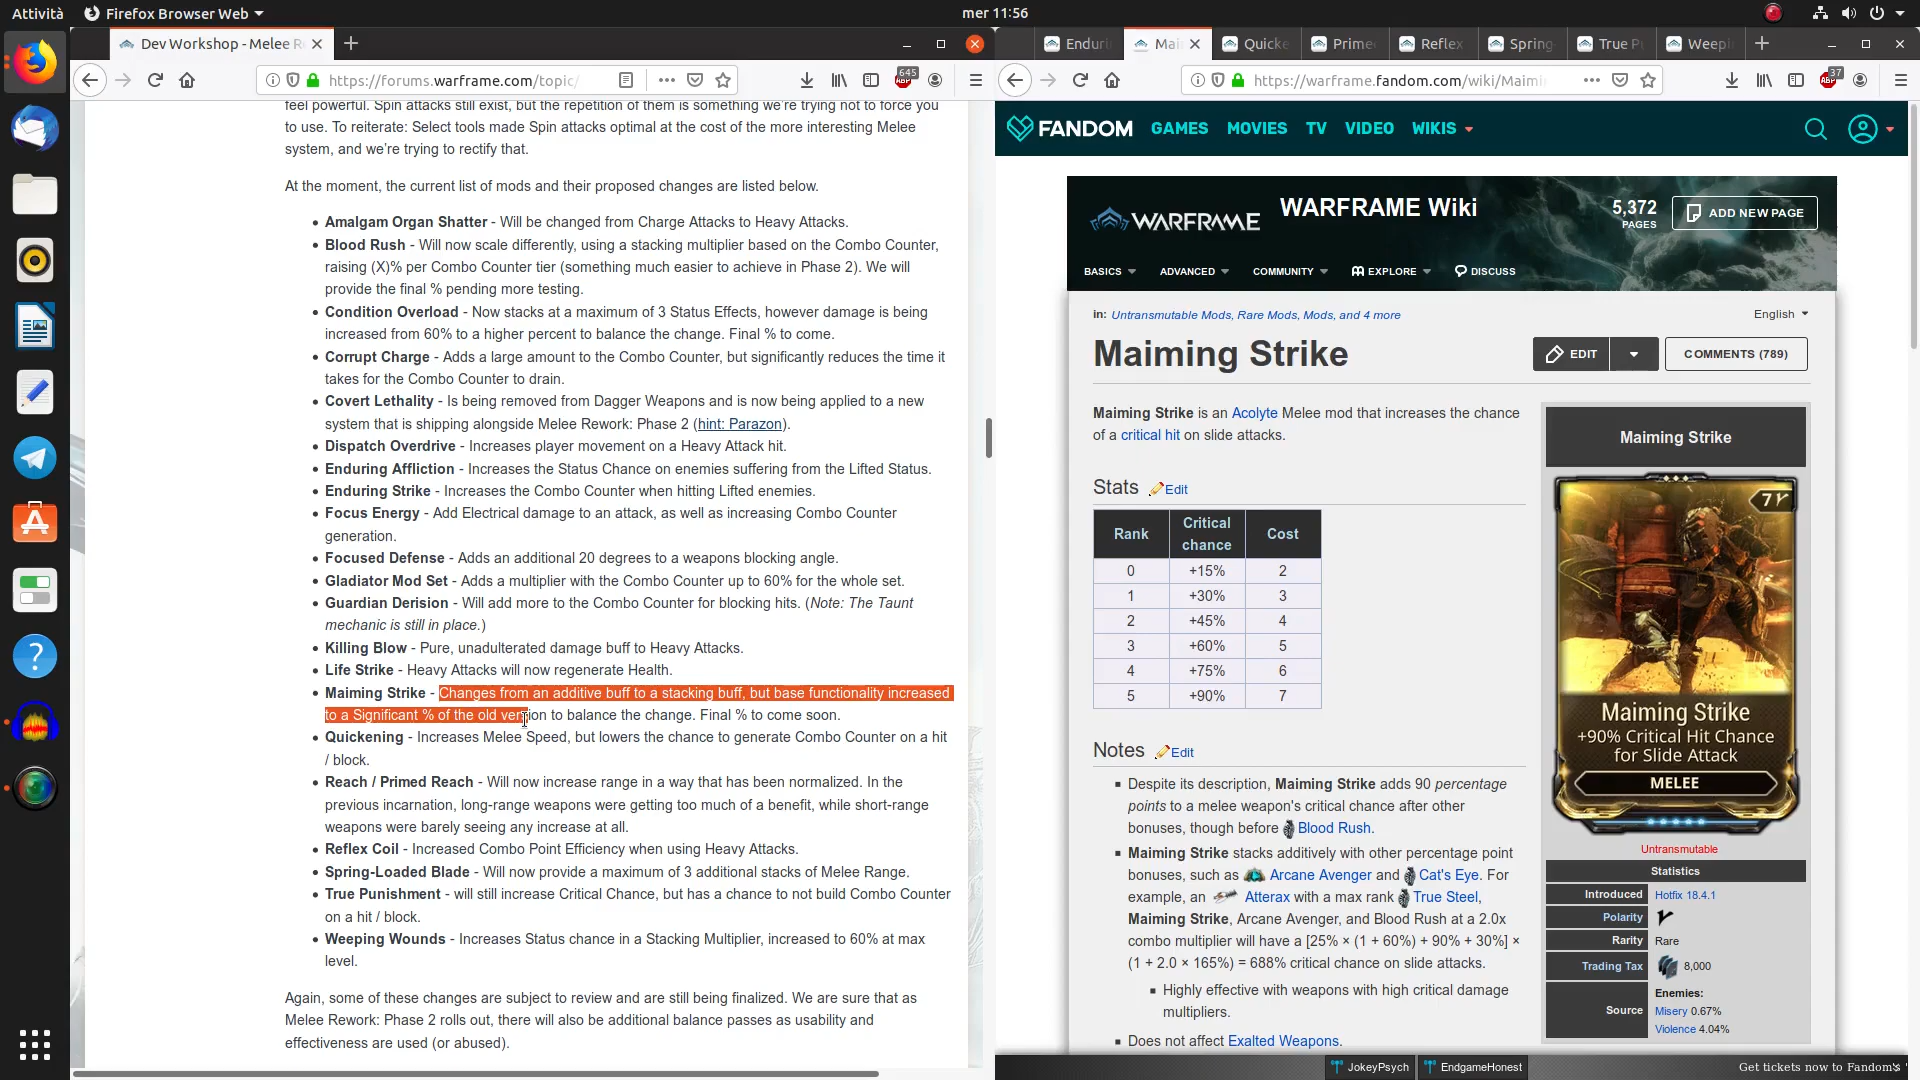 Attività
Firefox Browser Web
mer 11:56
Dev Workshop - Melee R
https://forums.warframe.com/topic/
645
feel powerful. Spin attacks still exist, but the repetition of them is something we're trying not to force you
to use. To reiterate: Select tools made Spin attacks optimal at the cost of the more interesting Melee
system, and we're trying to rectify that.
At the moment, the current list of mods and their proposed changes are listed below.
Amalgam Organ Shatter - Will be changed from Charge Attacks to Heavy Attacks.
Blood Rush - Will now scale differently, using a stacking multiplier based on the Combo Counter,
raising (X)% per Combo Counter tier (something much easier to achieve in Phase 2). We will
provide the final % pending more testing.
Condition Overload - Now stacks at a maximum of 3 Status Effects, however damage is being
increased from 60% to a higher percent to balance the change. Final % to come.
Corrupt Charge - Adds a large amount to the Combo Counter, but significantly reduces the time it
takes for the Combo Counter to drain.
Covert Lethality - Is being removed from Dagger Weapons and is now being applied to a new
system that is shipping alongside Melee Rework: Phase 2 (hint: Parazon).
Dispatch Overdrive - Increases player movement on a Heavy Attack hit.
Enduring Affliction - Increases the Status Chance on enemies suffering from the Lifted Status.
Enduring Strike - Increases the Combo Counter when hitting Lifted enemies.
Focus Energy - Add Electrical damage to an attack, as well as increasing Combo Counter
generation.
Focused Defense - Adds an additional 20 degrees to a weapons blocking angle.
Gladiator Mod Set - Adds a multiplier with the Combo Counter up to 60% for the whole set.
Guardian Derision - Will add more to the Combo Counter for blocking hits. (Note: The Taunt
mechanic is still in place.)
Killing Blow - Pure, unadulterated damage buff to Heavy Attacks.
Life Strike - Heavy Attacks will now regenerate Health.
Maiming Strike - Changes from an additive buff to a stacking buff, but base functionality increased
to a Significant % of the old version to balance the change. Final % to come soon.
Quickening - Increases Melee Speed, but lowers the chance to generate Combo Counter on a hit
/ block.
Reach / Primed Reach - Will now increase range in a way that has been normalized. In the
previous incarnation, long-range weapons were getting too much of a benefit, while short-range
weapons were barely seeing any increase at all.
Reflex Coil - Increased Combo Point Efficiency when using Heavy Attacks.
Spring-Loaded Blade - Will now provide a maximum of 3 additional stacks of Melee Range.
True Punishment - will still increase Critical Chance, but has a chance to not build Combo Counter
on a hit / block.
Weeping Wounds - Increases Status chance in a Stacking Multiplier, increased to 60% at max
level.
Again, some of these changes are subject to review and are still being finalized. We are sure that as
Melee Rework: Phase 2 rolls out, there will also be additional balance passes as usability and
effectiveness are used (or abused).
Enduri
Mai
Quicke
Prime
Reflex
Spring
True P
Weepi
https://warframe.fandom.com/wiki/Maimi
37
FANDOM GAMES MOVIES TV VIDEO WIKIS
WARFRAME
WARFRAME Wiki
5,372
PAGES
ADD NEW PAGE
BASICS ADVANCED COMMUNITY EXPLORE DISCUSS
in: Untransmutable Mods, Rare Mods, Mods, and 4 more
English
Maiming Strike
EDIT
COMMENTS (789)
Maiming Strike is an Acolyte Melee mod that increases the chance
of a critical hit on slide attacks.
Stats Edit
Rank Critical chance Cost
0 +15% 2
1 +30% 3
2 +45% 4
3 +60% 5
4 +75% 6
5 +90% 7
Notes Edit
Despite its description, Maiming Strike adds 90 percentage
points to a melee weapon's critical chance after other
bonuses, though before Blood Rush.
Maiming Strike stacks additively with other percentage point
bonuses, such as Arcane Avenger and Cat's Eye. For
example, an Atterax with a max rank True Steel,
Maiming Strike, Arcane Avenger, and Blood Rush at a 2.0x
combo multiplier will have a [25% × (1 + 60%) + 90% + 30%] ×
(1 + 2.0 × 165%) = 688% critical chance on slide attacks.
Highly effective with weapons with high critical damage
multipliers.
Does not affect Exalted Weapons.
Maiming Strike
7
Maiming Strike
+90% Critical Hit Chance
for Slide Attack
MELEE
Untransmutable
Statistics
Introduced Hotfix 18.4.1
Polarity
Rarity Rare
Trading Tax 8,000
Source
Enemies:
Misery 0.67%
Violence 4.04%
JokeyPsych
EndgameHonest
Get tickets now to Fandom's